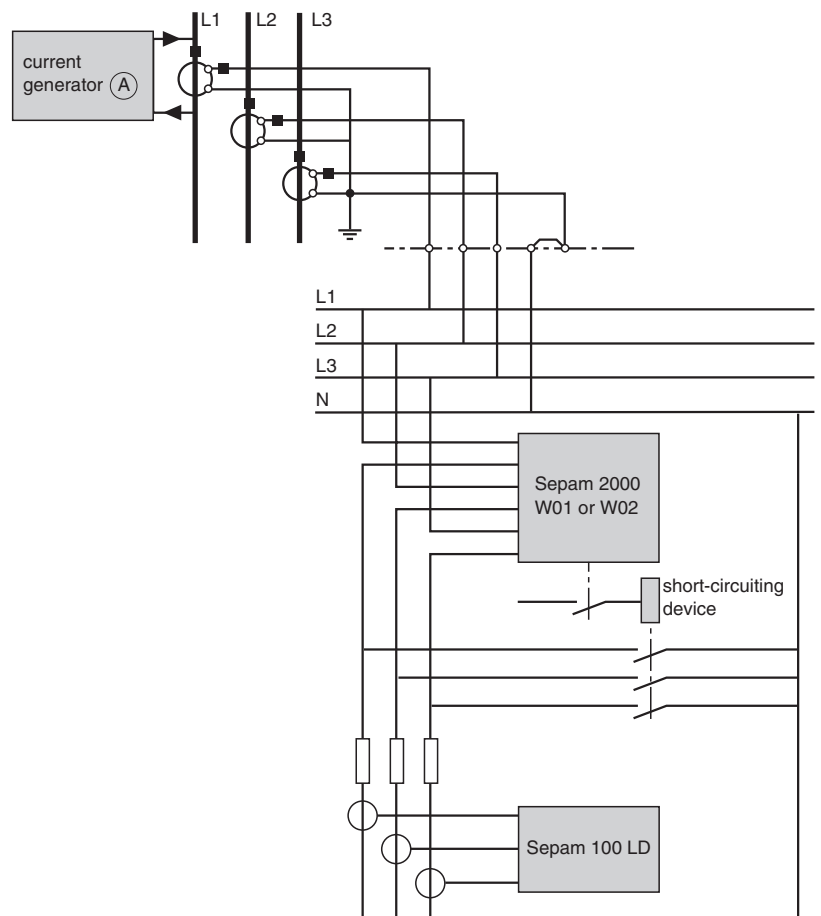 L1 L2 L3
current
generator A
L1
L2
L3
N
Sepam 2000
W01 or W02
short-circuiting
device
Sepam 100 LD